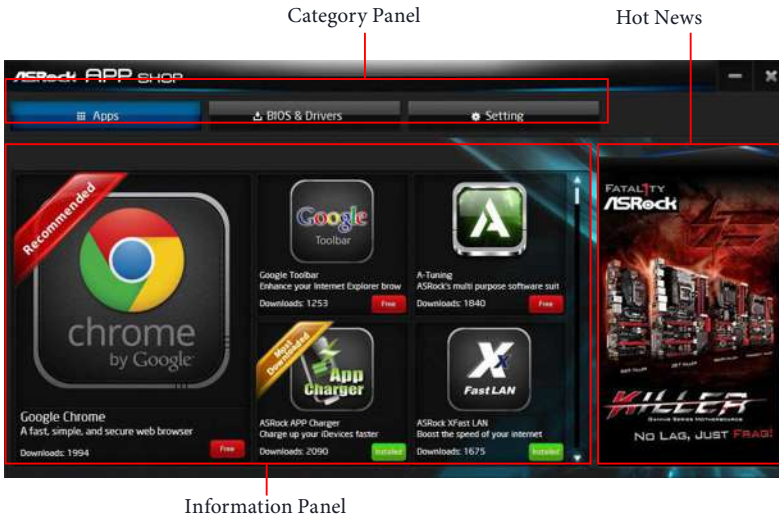 Category Panel
Hot News
ASRock APP SHOP
Apps
BIOS & Drivers
Setting
Recommended
chrome
by Google
Google Chrome
A fast, simple, and secure web browser
Downloads: 1994
Free
Google
Toolbar
Google Toolbar
Enhance your Internet Explorer brow
Downloads: 1253
Free
A-Tuning
ASRock's multi purpose software suit
Downloads: 1840
Free
Most
Downloaded
App
Charger
ASRock APP Charger
Charge up your iDevices faster
Downloads: 2090
Installed
X
Fast LAN
ASRock XFast LAN
Boost the speed of your internet
Downloads: 1675
Installed
FATAL1TY
ASRock
KILLER
GAMING SERIES MOTHERBOARDS
NO LAG, JUST FRAG!
Information Panel